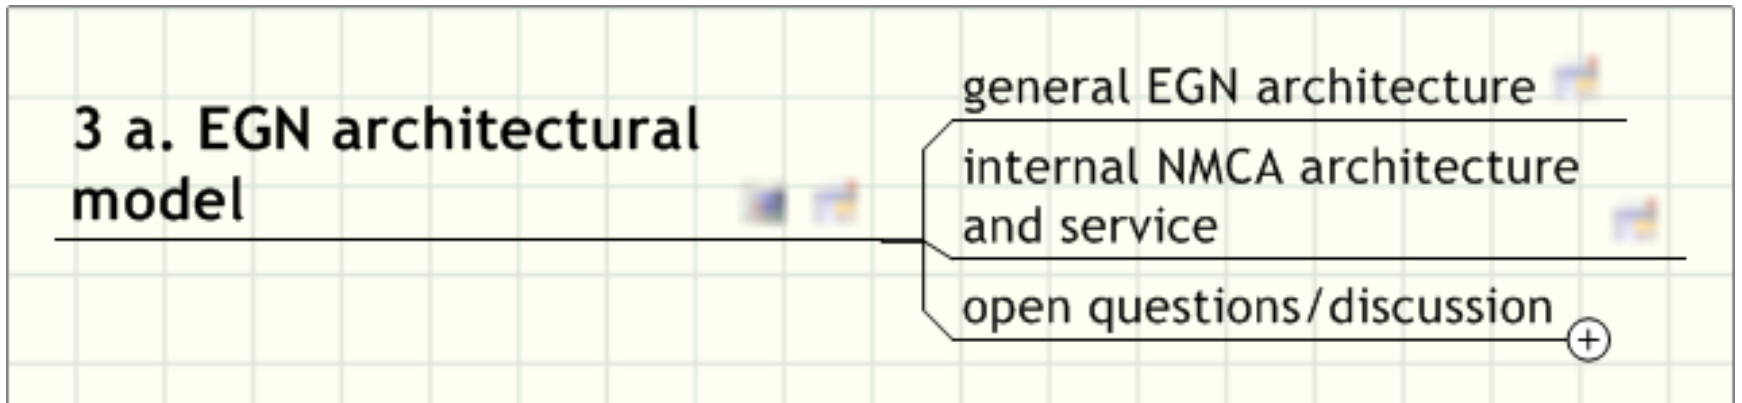 3 a. EGN architectural
model
general EGN architecture
internal NMCA architecture
and service
open questions/discussion